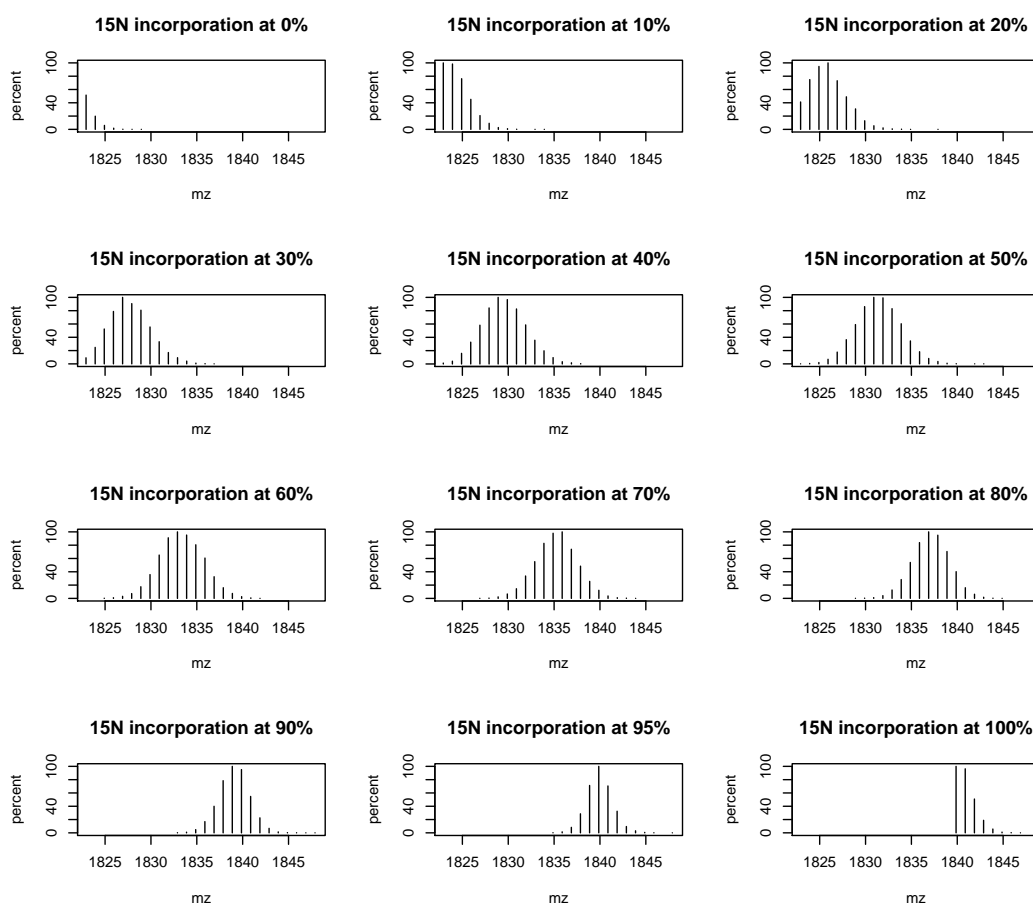 15N incorporation at 0%
percent
0 40 100
1825 1830 1835 1840 1845
mz
15N incorporation at 10%
percent
0 40 100
1825 1830 1835 1840 1845
mz
15N incorporation at 20%
percent
0 40 100
1825 1830 1835 1840 1845
mz
15N incorporation at 30%
percent
0 40 100
1825 1830 1835 1840 1845
mz
15N incorporation at 40%
percent
0 40 100
1825 1830 1835 1840 1845
mz
15N incorporation at 50%
percent
0 40 100
1825 1830 1835 1840 1845
mz
15N incorporation at 60%
percent
0 40 100
1825 1830 1835 1840 1845
mz
15N incorporation at 70%
percent
0 40 100
1825 1830 1835 1840 1845
mz
15N incorporation at 80%
percent
0 40 100
1825 1830 1835 1840 1845
mz
15N incorporation at 90%
percent
0 40 100
1825 1830 1835 1840 1845
mz
15N incorporation at 95%
percent
0 40 100
1825 1830 1835 1840 1845
mz
15N incorporation at 100%
percent
0 40 100
1825 1830 1835 1840 1845
mz